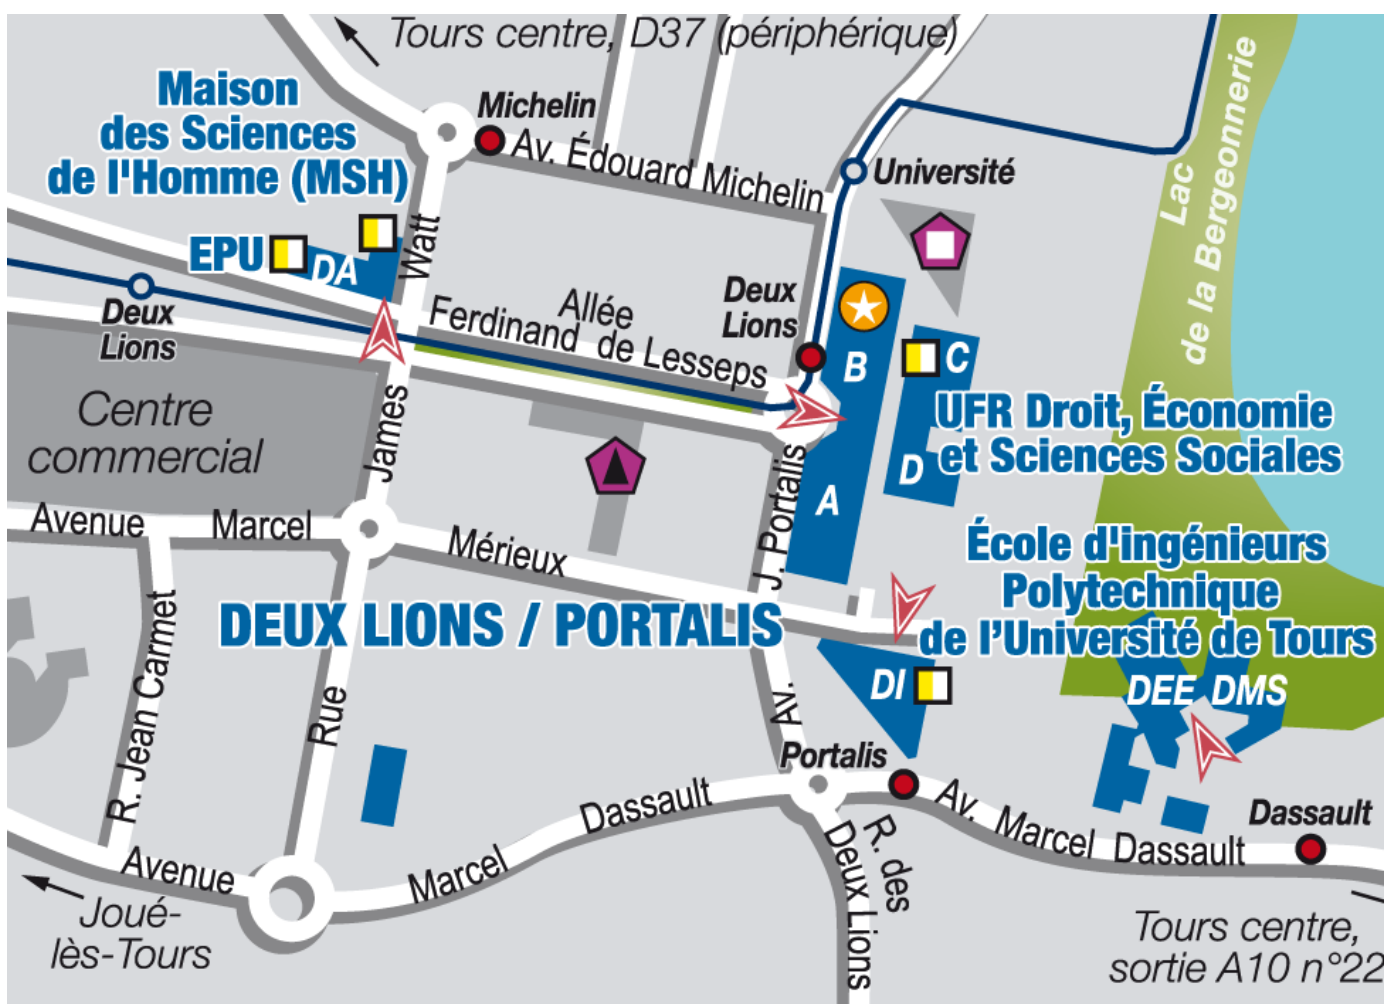 Tours centre, D37 (périphérique)
Maison
des Sciences
de l'Homme (MSH)
Michelin
Av. Édouard Michelin
Université
Lac
de la Bergeonnerie
EPU
DA
Watt
Deux
Lions
Allée
Ferdinand de Lesseps
Deux
Lions
B
C
UFR Droit, Économie
et Sciences Sociales
Centre
commercial
James
D
A
J. Portalis
Avenue Marcel Mérieux
École d'ingénieurs
Polytechnique
de l'Université de Tours
DEUX LIONS / PORTALIS
R. Jean Carmet
Rue
Av.
DI
DEE DMS
Portalis
Dassault
Avenue Marcel Dassault
Av. Marcel Dassault
R. des
Deux Lions
Joué-
lès-Tours
Tours centre,
sortie A10 n°22